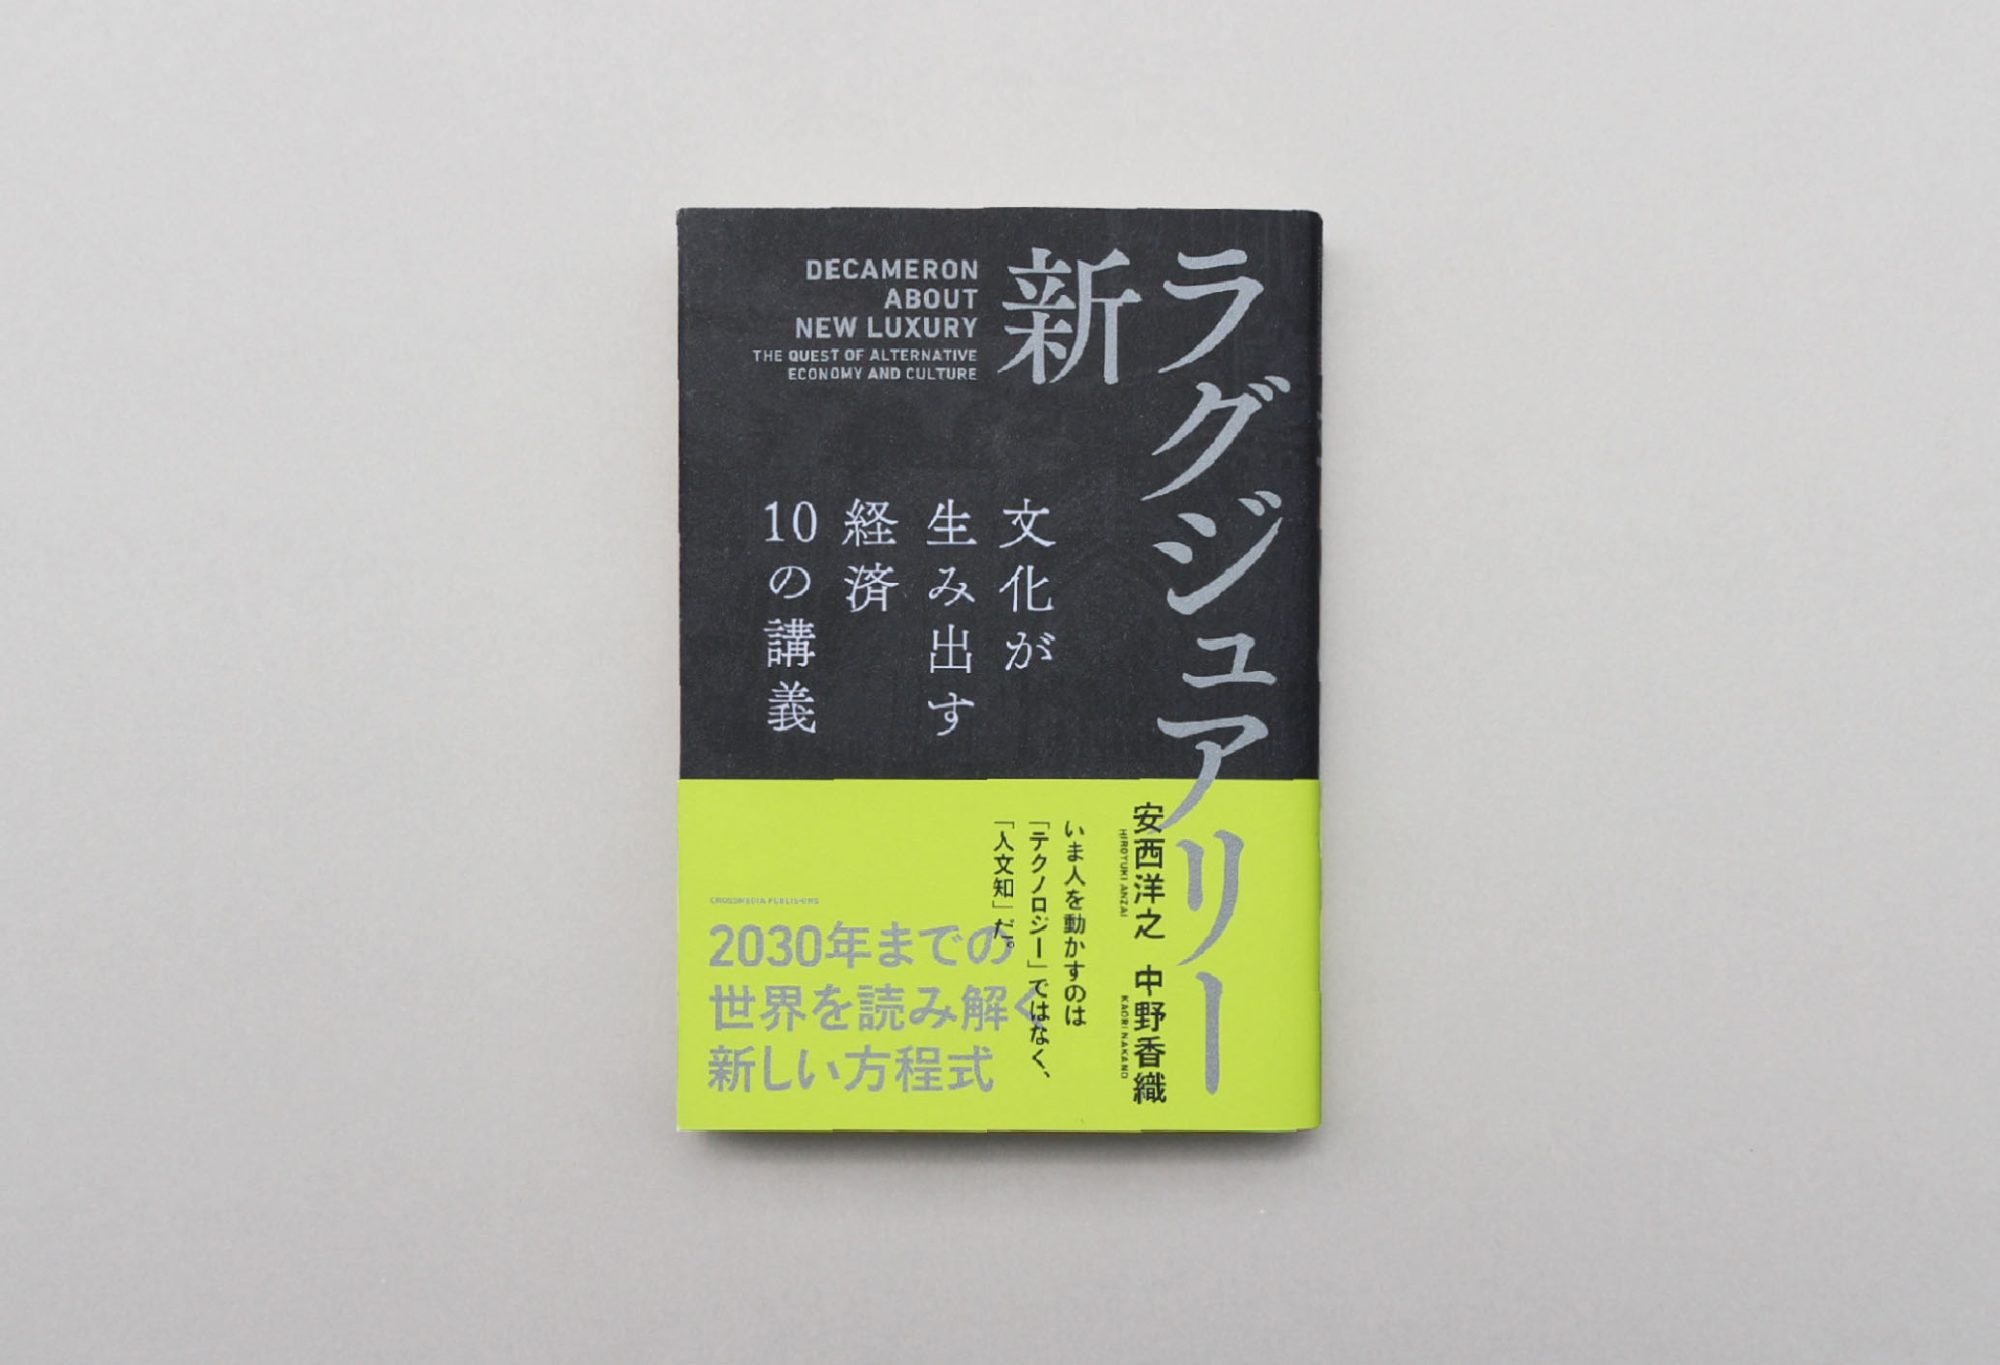 新
ラグジュアリー
DECAMERON
ABOUT
NEW LUXURY
THE QUEST OF ALTERNATIVE
ECONOMY AND CULTURE
文化が
生み出す
経済
10の講義
安西洋之 中野香織
HIROYUKI ANZAI
KAORI NAKANO
いま人を動かすのは
「テクノロジー」ではなく、
「人文知」だ。
CROSSMEDIA PUBLISHING
2030年までの
世界を読み解く
新しい方程式